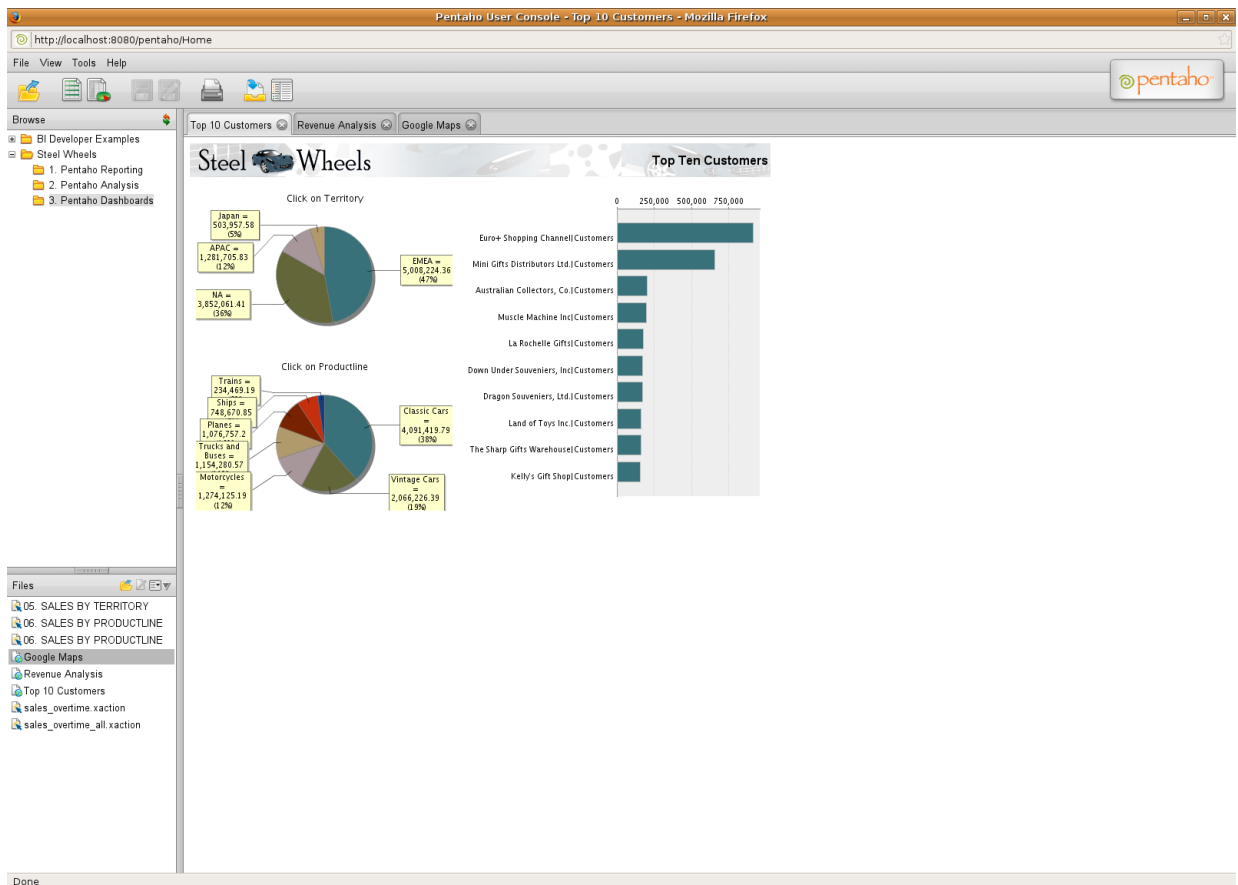 Pentaho User Console - Top 10 Customers - Mozilla Firefox
http://localhost:8080/pentaho/Home
File View Tools Help
pentaho
Browse
BI Developer Examples
Steel Wheels
1. Pentaho Reporting
2. Pentaho Analysis
3. Pentaho Dashboards
Top 10 Customers
Revenue Analysis
Google Maps
Steel Wheels
Top Ten Customers
Click on Territory
Japan =
503,957.58
(5%)
APAC =
1,281,705.83
(12%)
NA =
3,852,061.41
(36%)
EMEA =
5,008,224.36
(47%)
Click on Productline
Trains =
234,469.19
Ships =
748,670.85
Planes =
1,076,757.2
Trucks and
Buses =
1,154,280.57
Motorcycles
=
1,274,125.19
(12%)
Classic Cars
=
4,091,419.79
(38%)
Vintage Cars
=
2,066,226.39
(19%)
0 250,000 500,000 750,000
Euro+ Shopping Channel|Customers
Mini Gifts Distributors Ltd.|Customers
Australian Collectors, Co.|Customers
Muscle Machine Inc|Customers
La Rochelle Gifts|Customers
Down Under Souveniers, Inc|Customers
Dragon Souveniers, Ltd.|Customers
Land of Toys Inc.|Customers
The Sharp Gifts Warehouse|Customers
Kelly's Gift Shop|Customers
Files
05. SALES BY TERRITORY
06. SALES BY PRODUCTLINE
06. SALES BY PRODUCTLINE
Google Maps
Revenue Analysis
Top 10 Customers
sales_overtime.xaction
sales_overtime_all.xaction
Done